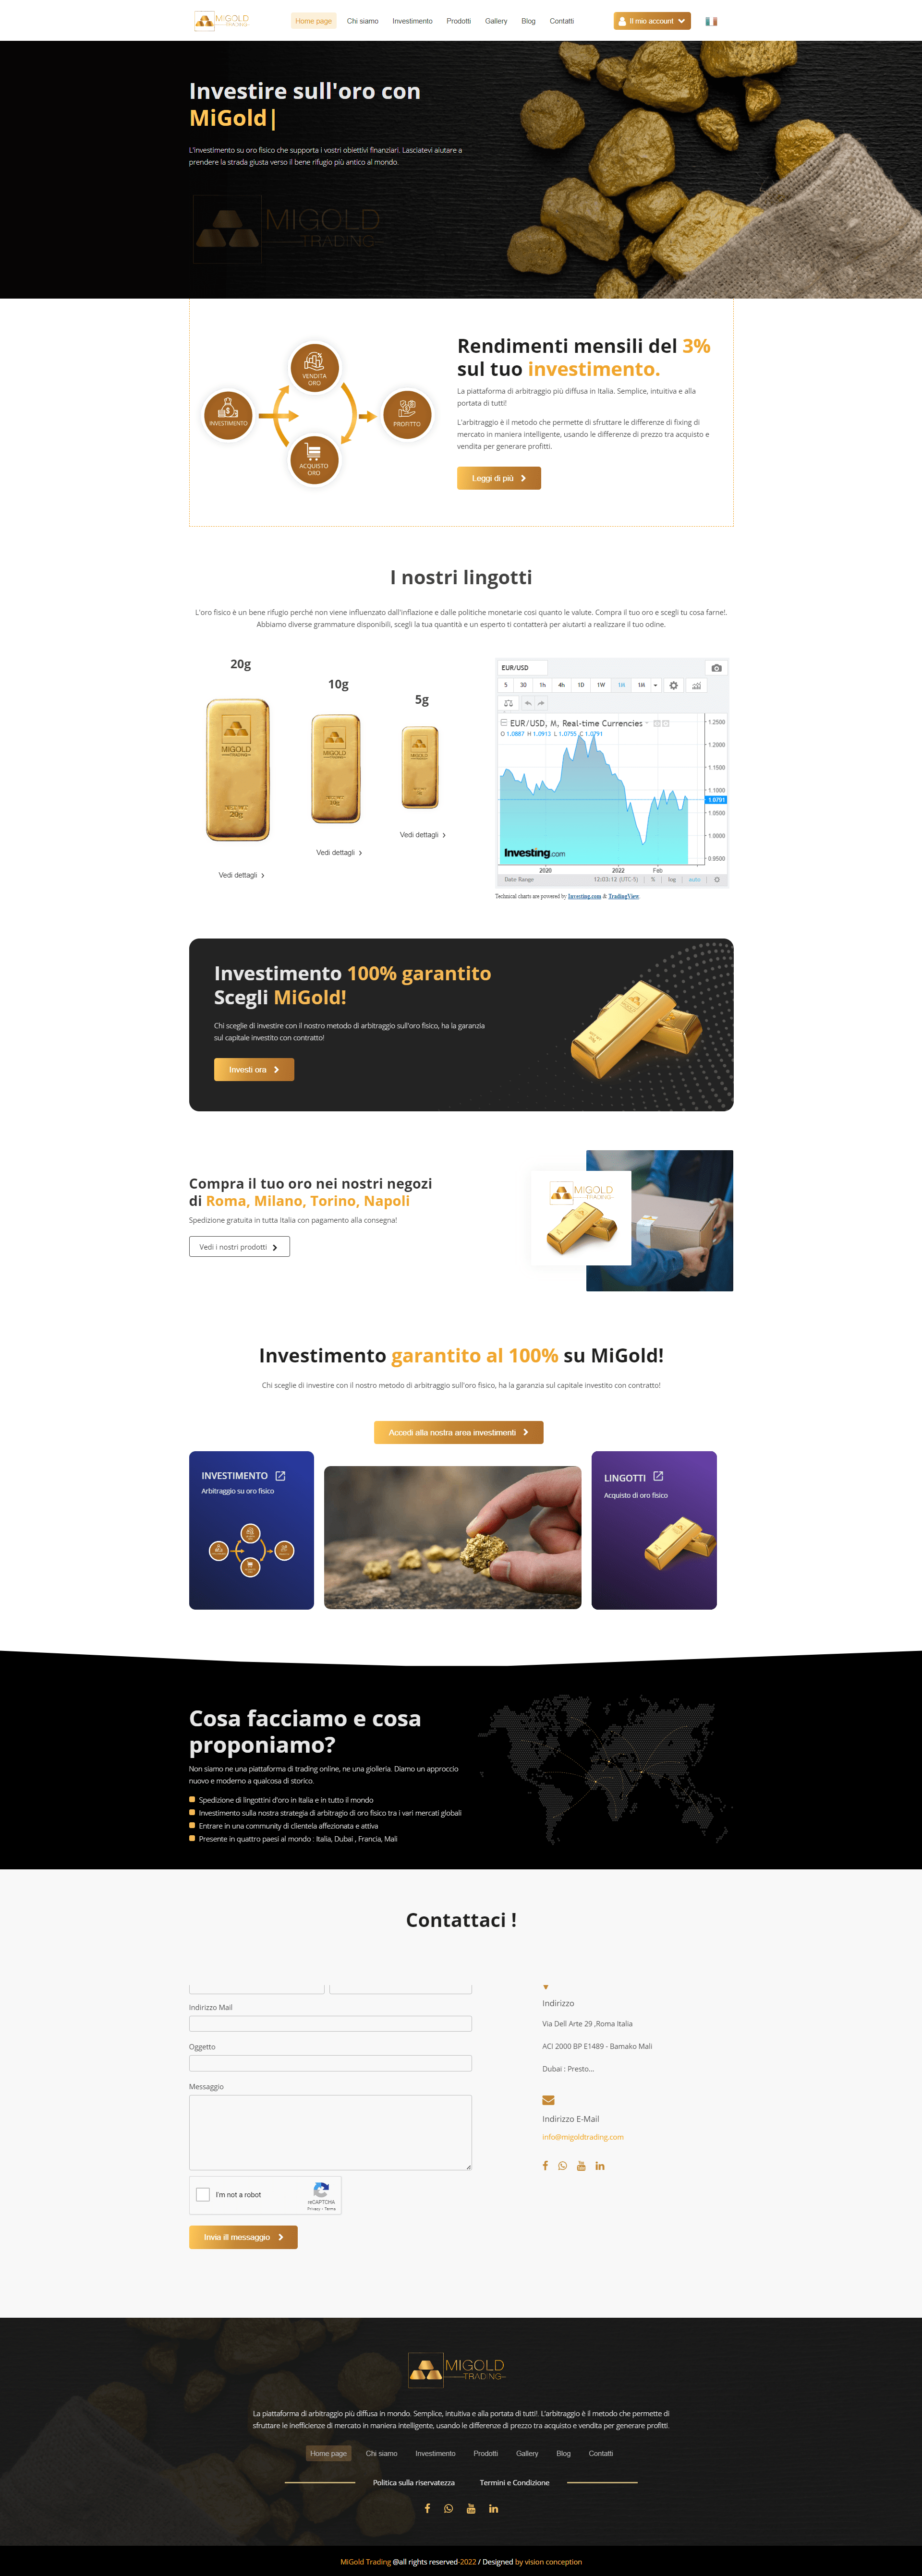 MIGOLD
TRADING
Home page Chi siamo Investimento Prodotti Gallery Blog Contatti
Il mio account
Investire sull'oro con
MiGold|
L'investimento su oro fisico che supporta i vostri obiettivi finanziari. Lasciatevi aiutare a
prendere la strada giusta verso il bene rifugio più antico al mondo.
MIGOLD
TRADING
VENDITA
ORO
INVESTIMENTO
PROFITTO
ACQUISTO
ORO
Rendimenti mensili del 3%
sul tuo investimento.
La piattaforma di arbitraggio più diffusa in Italia. Semplice, intuitiva e alla
portata di tutti!
L'arbitraggio è il metodo che permette di sfruttare le differenze di fixing di
mercato in maniera intelligente, usando le differenze di prezzo tra acquisto e
vendita per generare profitti.
Leggi di più
I nostri lingotti
L'oro fisico è un bene rifugio perché non viene influenzato dall'inflazione e dalle politiche monetarie così quanto le valute. Compra il tuo oro e scegli tu cosa farne!.
Abbiamo diverse grammature disponibili, scegli la tua quantità e un esperto ti contatterà per aiutarti a realizzare il tuo odine.
20g
MIGOLD
TRADING
20g
Vedi dettagli
10g
MIGOLD
10g
Vedi dettagli
5g
Vedi dettagli
EUR/USD
5 30 1h 4h 1D 1W 1M 1M
EUR/USD, M, Real-time Currencies
O 1.0887 H 1.0913 L 1.0755 C 1.0791
1.2500
1.2000
1.1500
1.1000
1.0791
1.0500
1.0000
0.9500
Investing.com
2020 2022 Feb
Date Range 12:03:12 (UTC-5) % log auto
Technical charts are powered by Investing.com & TradingView.
Investimento 100% garantito
Scegli MiGold!
Chi sceglie di investire con il nostro metodo di arbitraggio sull'oro fisico, ha la garanzia
sul capitale investito con contratto!
Investi ora
Compra il tuo oro nei nostri negozi
di Roma, Milano, Torino, Napoli
Spedizione gratuita in tutta Italia con pagamento alla consegna!
Vedi i nostri prodotti
MIGOLD
TRADING
Investimento garantito al 100% su MiGold!
Chi sceglie di investire con il nostro metodo di arbitraggio sull'oro fisico, ha la garanzia sul capitale investito con contratto!
Accedi alla nostra area investimenti
INVESTIMENTO
Arbitraggio su oro fisico
LINGOTTI
Acquisto di oro fisico
Cosa facciamo e cosa
proponiamo?
Non siamo ne una piattaforma di trading online, ne una giolleria. Diamo un approccio
nuovo e moderno a qualcosa di storico.
Spedizione di lingottini d'oro in Italia e in tutto il mondo
Investimento sulla nostra strategia di arbitragio di oro fisico tra i vari mercati globali
Entrare in una community di clientela affezionata e attiva
Presente in quattro paesi al mondo : Italia, Dubai , Francia, Mali
Contattaci !
Indirizzo Mail
Oggetto
Messaggio
I'm not a robot
reCAPTCHA
Privacy - Terms
Invia ill messaggio
Indirizzo
Via Dell Arte 29 ,Roma Italia
ACI 2000 BP E1489 - Bamako Mali
Dubai : Presto...
Indirizzo E-Mail
info@migoldtrading.com
MIGOLD
TRADING
La piattaforma di arbitraggio più diffusa in mondo. Semplice, intuitiva e alla portata di tutti!. L'arbitraggio è il metodo che permette di
sfruttare le inefficienze di mercato in maniera intelligente, usando le differenze di prezzo tra acquisto e vendita per generare profitti.
Home page Chi siamo Investimento Prodotti Gallery Blog Contatti
Politica sulla riservatezza Termini e Condizione
MiGold Trading @all rights reserved-2022 / Designed by vision conception